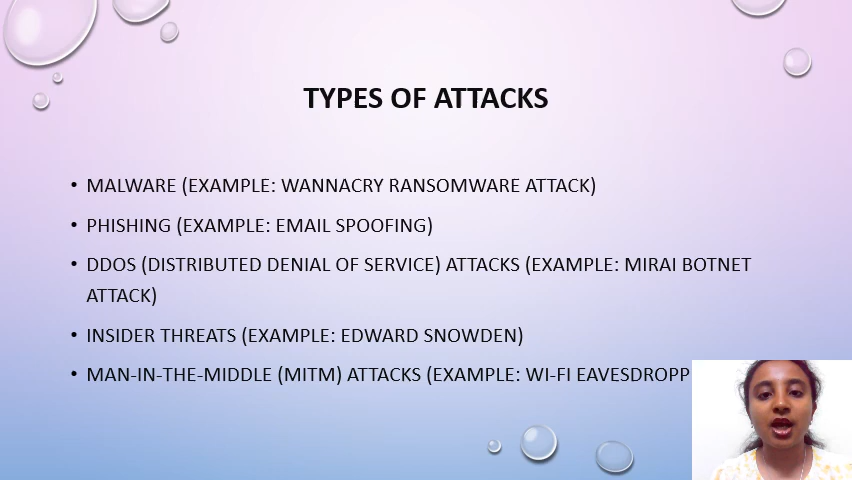 TYPES OF ATTACKS
• MALWARE (EXAMPLE: WANNACRY RANSOMWARE ATTACK)
• PHISHING (EXAMPLE: EMAIL SPOOFING)
• DDOS (DISTRIBUTED DENIAL OF SERVICE) ATTACKS (EXAMPLE: MIRAI BOTNET
ATTACK)
• INSIDER THREATS (EXAMPLE: EDWARD SNOWDEN)
• MAN-IN-THE-MIDDLE (MITM) ATTACKS (EXAMPLE: WI-FI EAVESDROPP